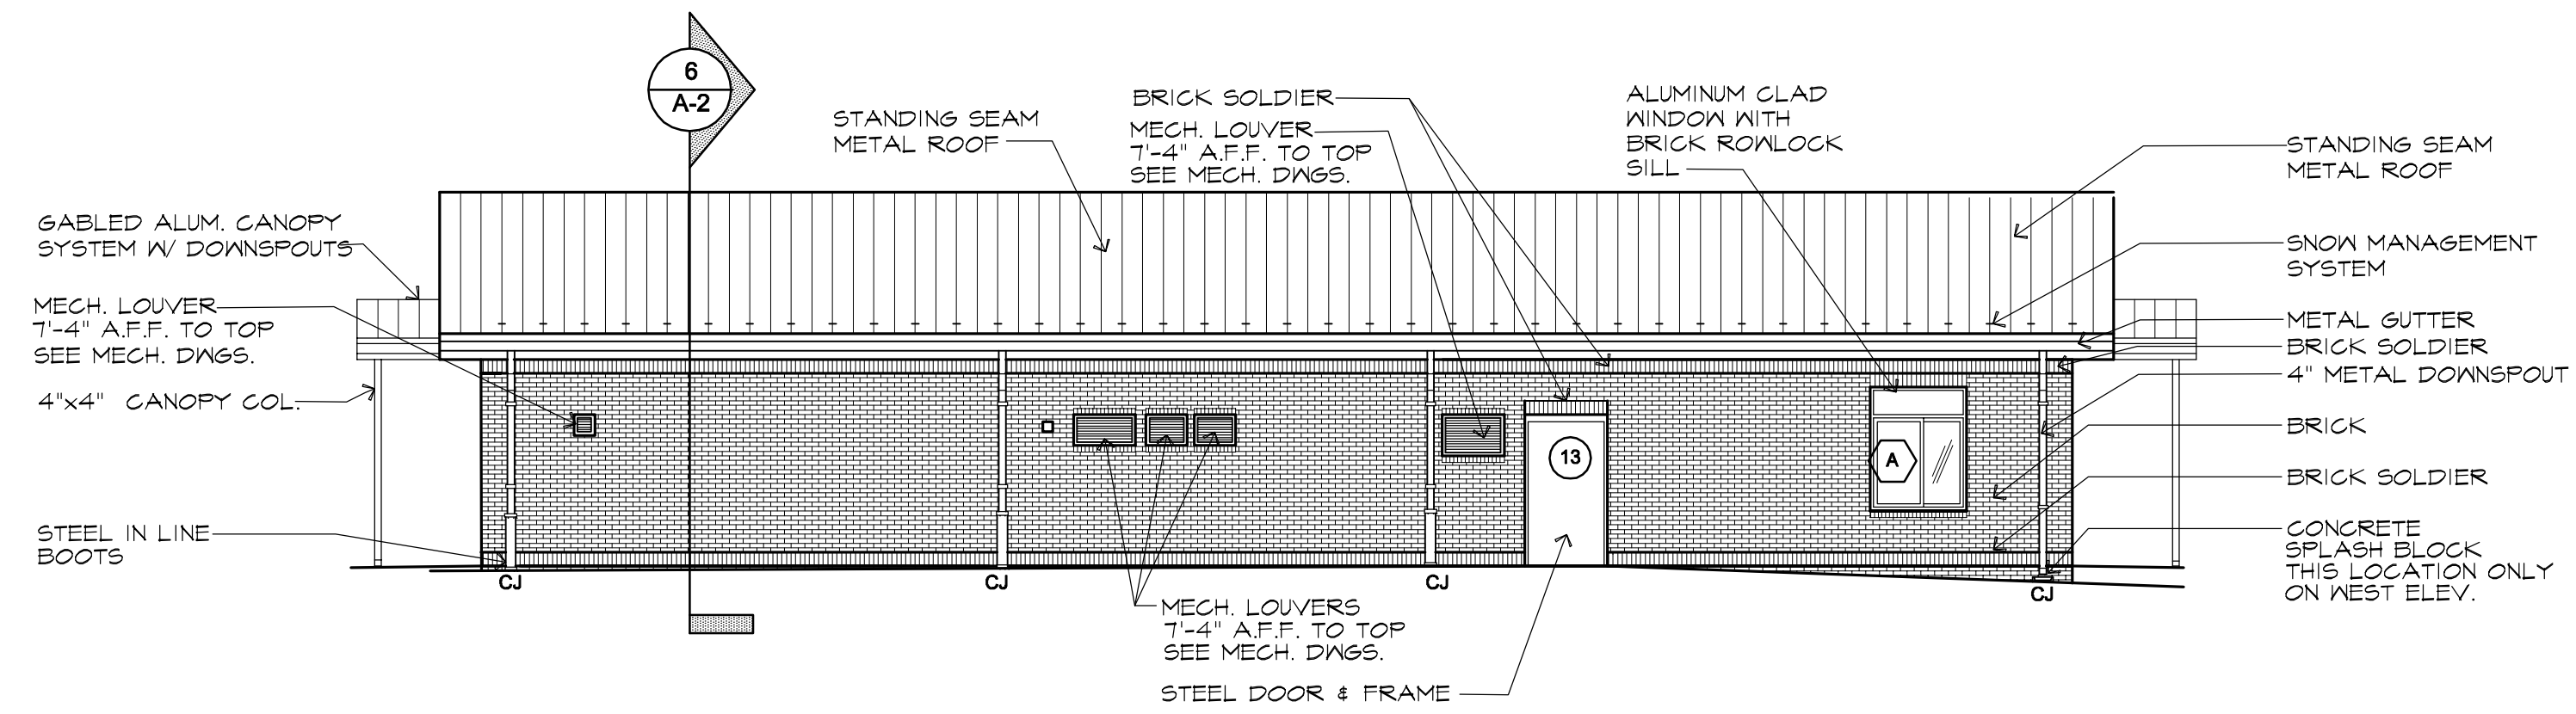 6
A-2
STANDING SEAM
METAL ROOF
BRICK SOLDIER
MECH. LOUVER
7'-4" A.F.F. TO TOP
SEE MECH. DWGS.
ALUMINUM CLAD
WINDOW WITH
BRICK ROWLOCK
SILL
STANDING SEAM
METAL ROOF
GABLED ALUM. CANOPY
SYSTEM W/ DOWNSPOUTS
SNOW MANAGEMENT
SYSTEM
MECH. LOUVER
7'-4" A.F.F. TO TOP
SEE MECH. DWGS.
METAL GUTTER
BRICK SOLDIER
4" METAL DOWNSPOUT
4"x4" CANOPY COL.
BRICK
13
A
BRICK SOLDIER
STEEL IN LINE
BOOTS
CONCRETE
SPLASH BLOCK
THIS LOCATION ONLY
ON WEST ELEV.
CJ
CJ
CJ
CJ
MECH. LOUVERS
7'-4" A.F.F. TO TOP
SEE MECH. DWGS.
STEEL DOOR & FRAME